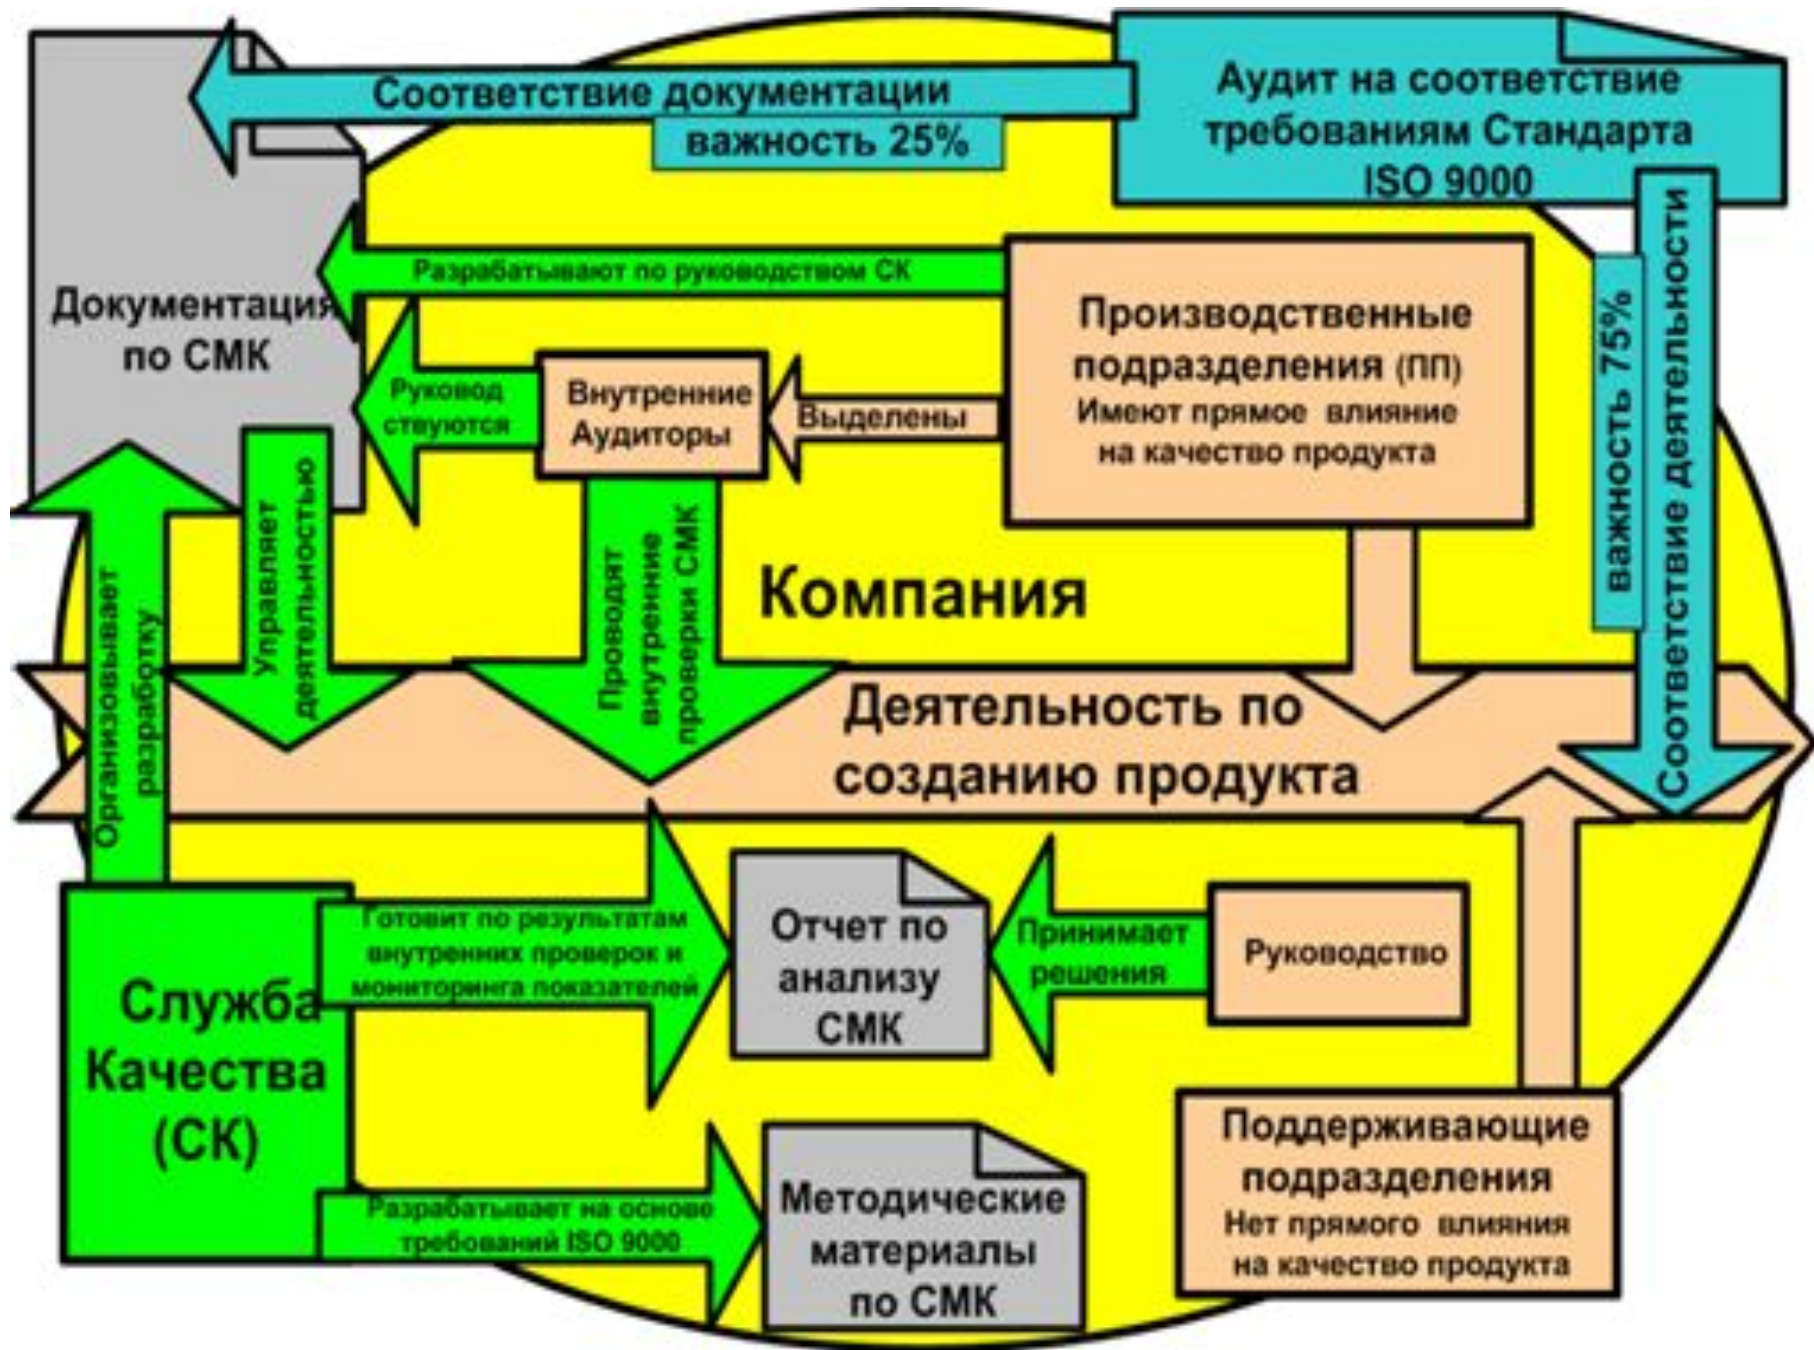 Соответствие документации
важность 25%
Аудит на соответствие
требованиям Стандарта
ISO 9000
Разрабатывают по руководством СК
Документация
по СМК
Руковод
ствуются
Внутренние
Аудиторы
Выделены
Производственные
подразделения (ПП)
Имеют прямое влияние
на качество продукта
важность 75%
Соответствие деятельности
Организовывает
разработку
Управляет
деятельностью
Проводят
внутренние
проверки СМК
Компания
Деятельность по
созданию продукта
Служба
Качества
(СК)
Готовит по результатам
внутренних проверок и
мониторинга показателей
Отчет по
анализу
СМК
Принимает
решения
Руководство
Разрабатывает на основе
требований ISO 9000
Методические
материалы
по СМК
Поддерживающие
подразделения
Нет прямого влияния
на качество продукта